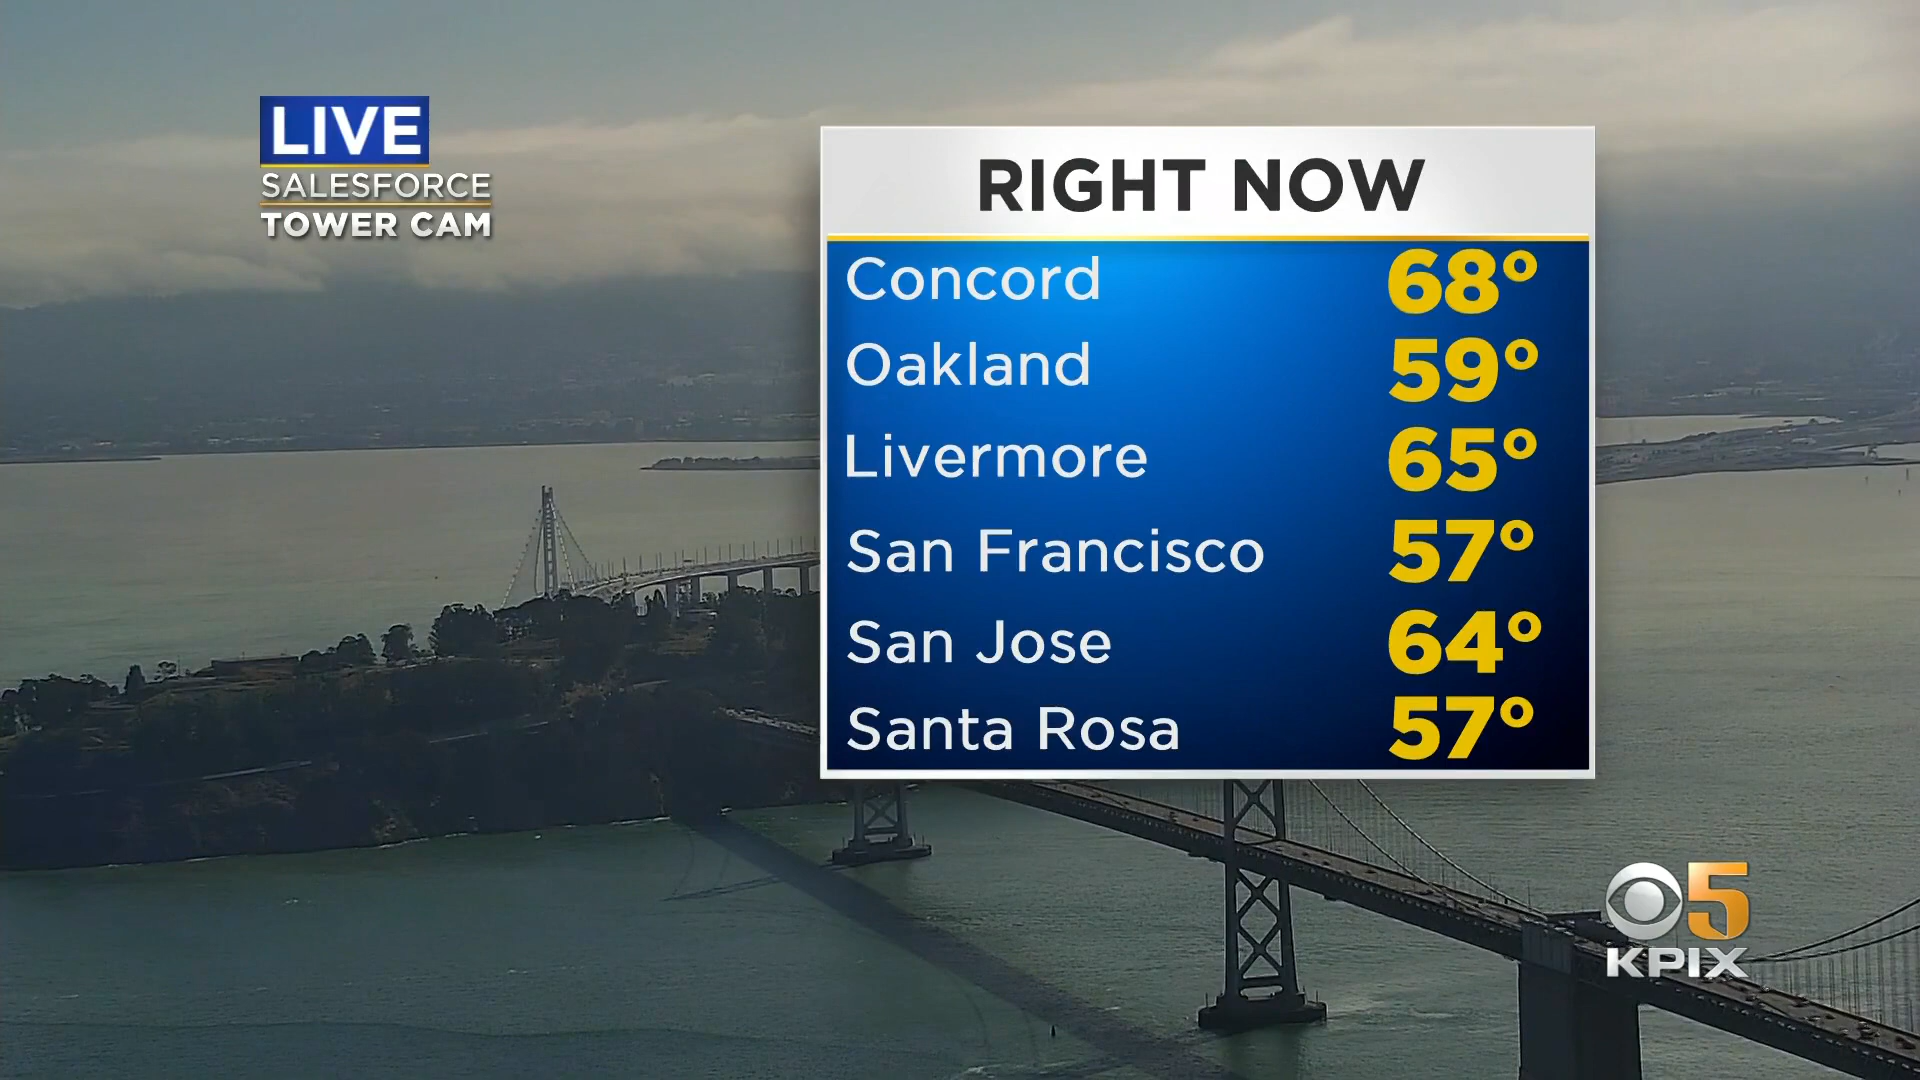 LIVE
SALESFORCE
TOWER CAM
RIGHT NOW
Concord 68°
Oakland 59°
Livermore 65°
San Francisco 57°
San Jose 64°
Santa Rosa 57°
5
KPIX